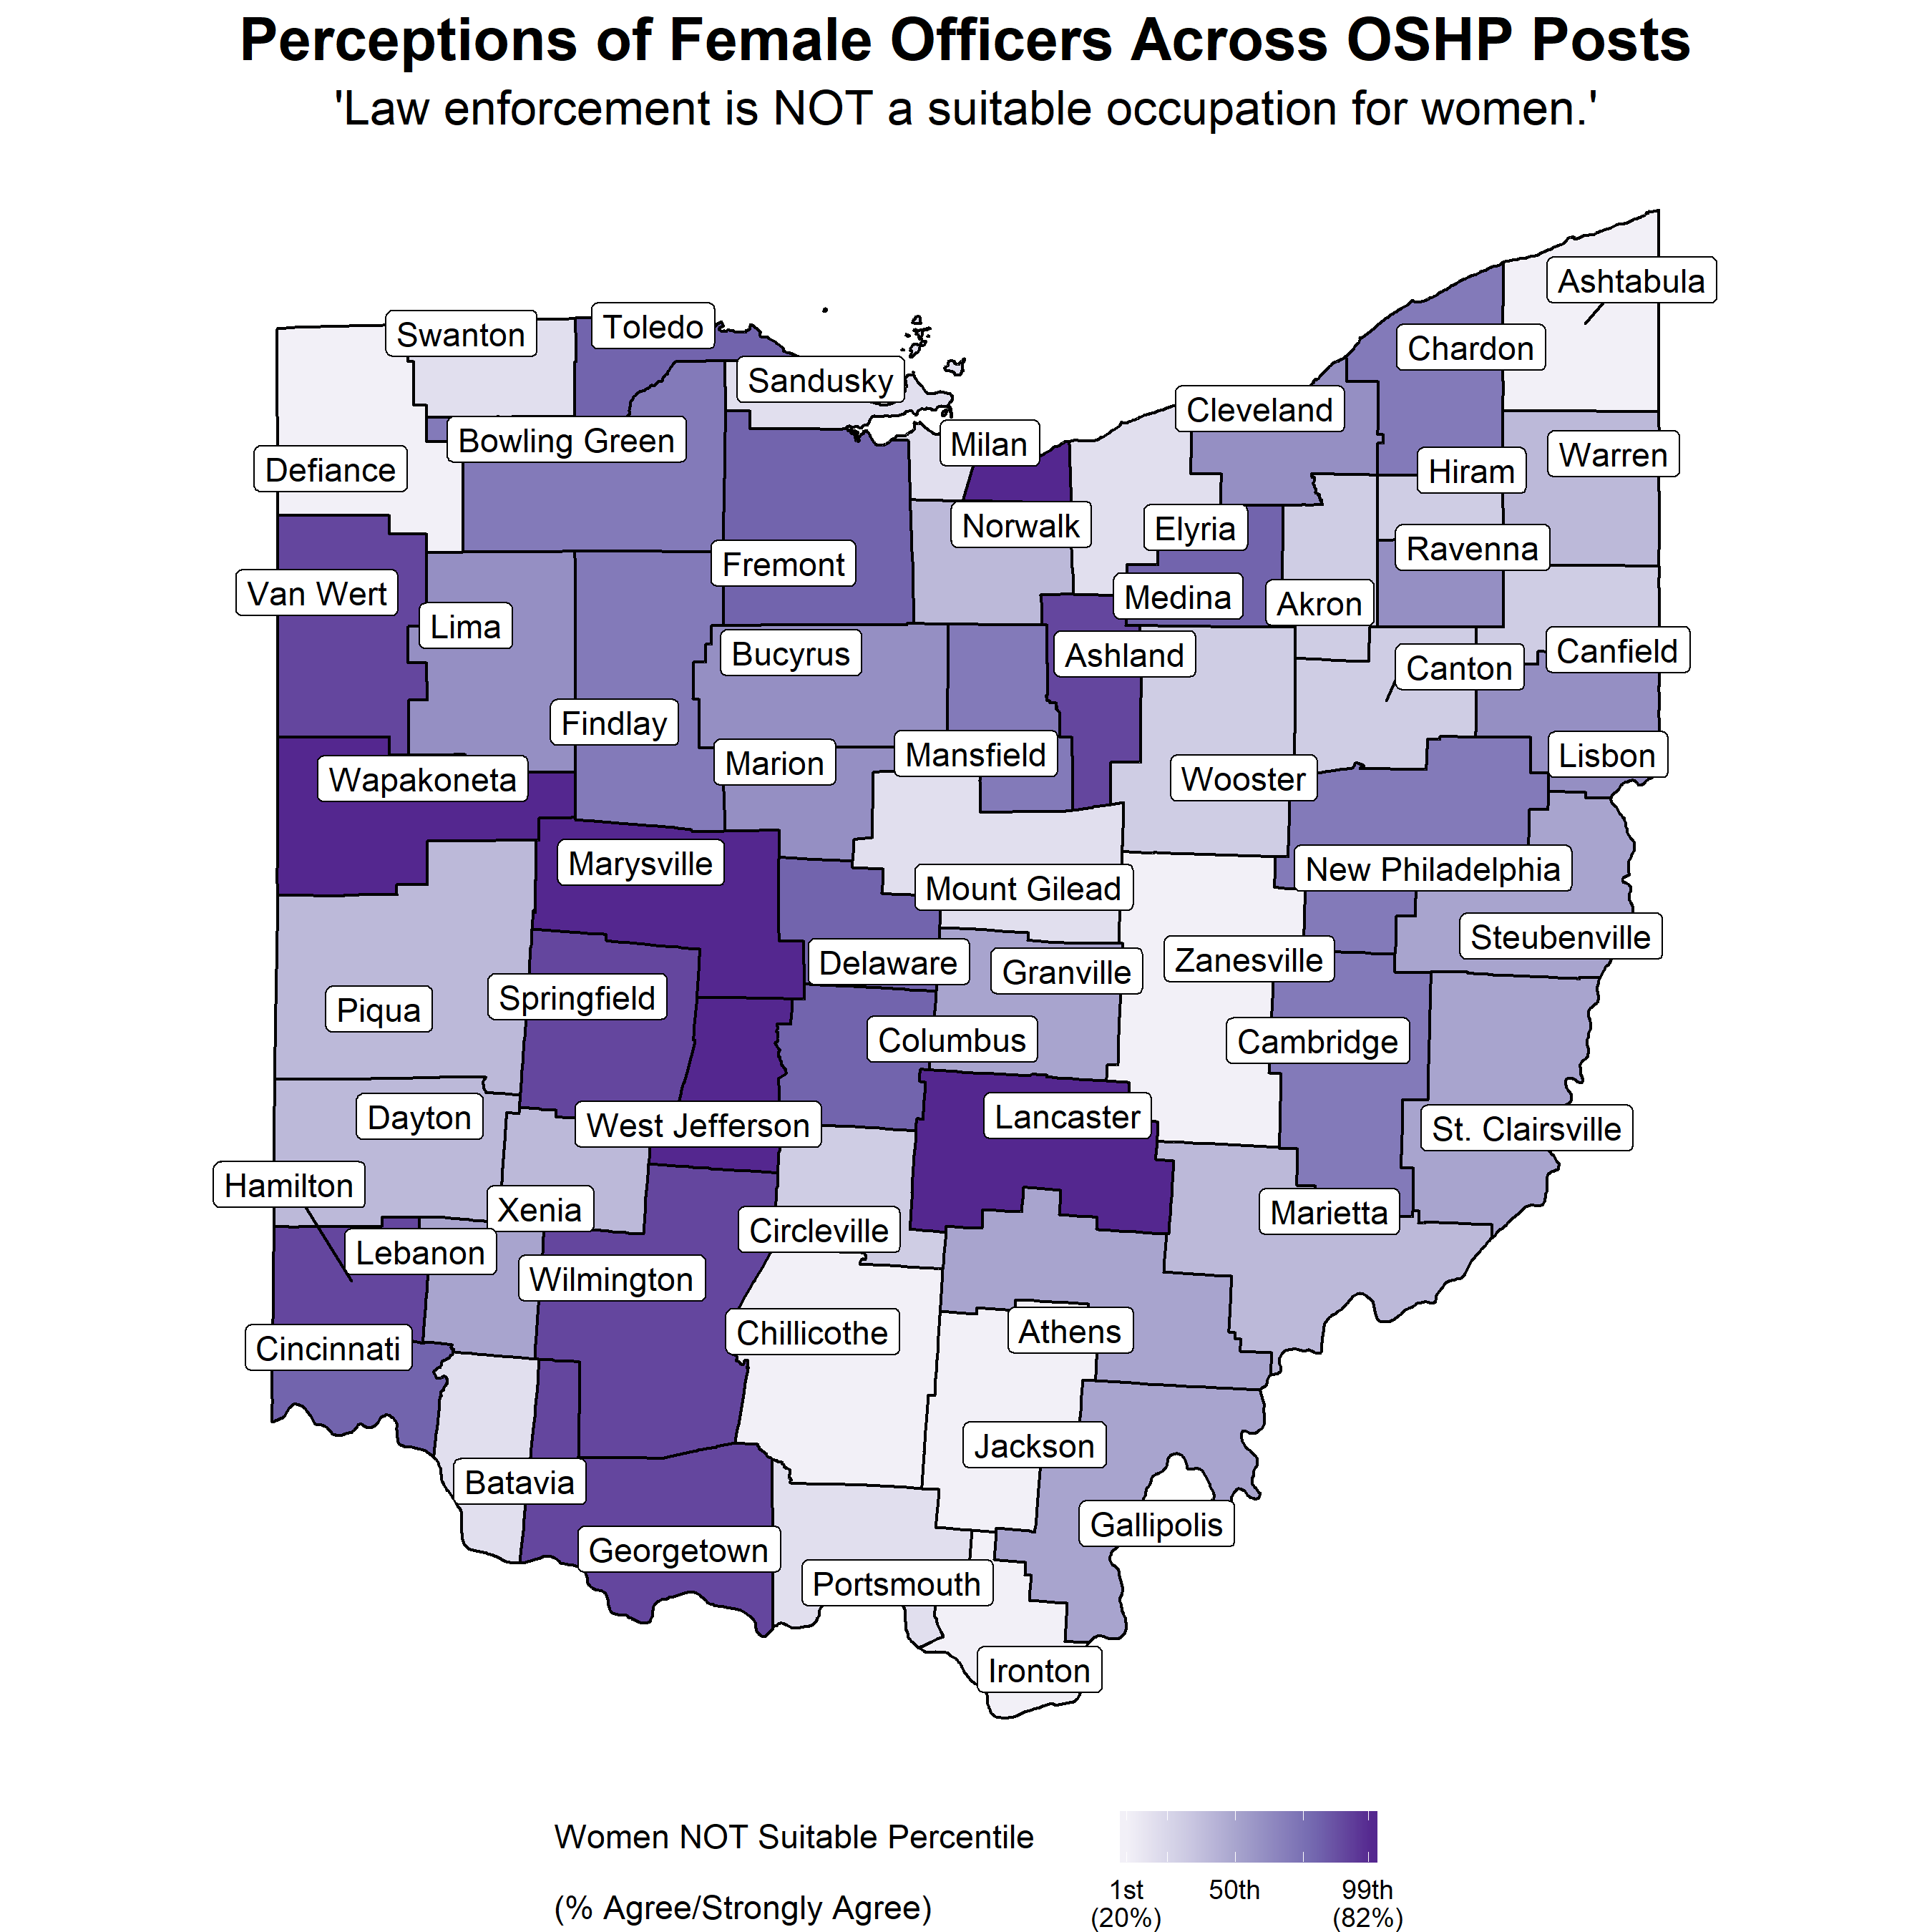 Perceptions of Female Officers Across OSHP Posts
'Law enforcement is NOT a suitable occupation for women.'
Ashtabula
Swanton
Toledo
Chardon
Sandusky
Cleveland
Bowling Green
Milan
Warren
Defiance
Hiram
Norwalk
Elyria
Ravenna
Fremont
Van Wert
Medina
Akron
Lima
Bucyrus
Ashland
Canton
Canfield
Findlay
Marion
Mansfield
Lisbon
Wapakoneta
Wooster
Marysville
New Philadelphia
Mount Gilead
Steubenville
Delaware
Granville
Zanesville
Springfield
Piqua
Columbus
Cambridge
Dayton
West Jefferson
Lancaster
St. Clairsville
Hamilton
Xenia
Circleville
Marietta
Lebanon
Wilmington
Chillicothe
Athens
Cincinnati
Jackson
Batavia
Gallipolis
Georgetown
Portsmouth
Ironton
Women NOT Suitable Percentile
(% Agree/Strongly Agree)
1st 50th 99th
(20%) (82%)